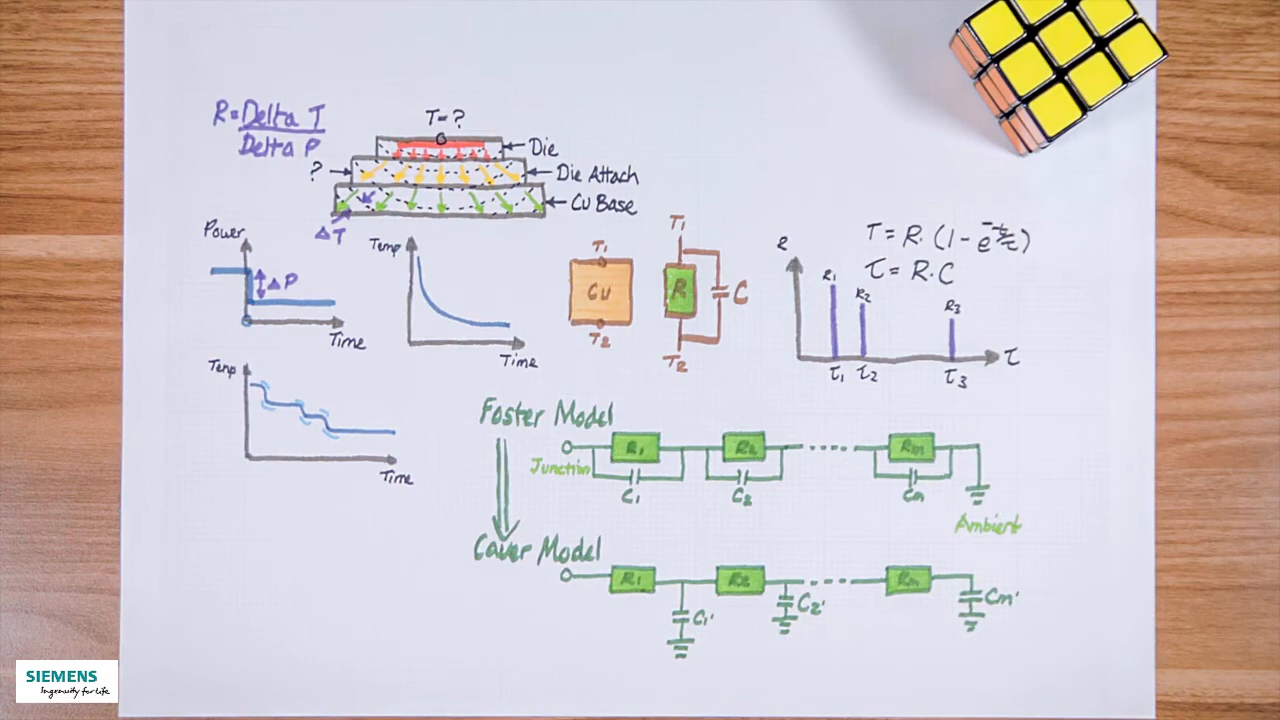 R = Delta T
Delta P
T = ?
Die
?
Die Attach
Cu Base
ΔT
Power
ΔP
Time
Temp
Time
T1
Cu
T2
T1
R
C
T2
T = R. (1 - e^-t/τ)
τ = R.C
R
R1
R2
R3
τ
τ1
τ2
τ3
Temp
Time
Foster Model
R1
R2
Rm
Junction
C1
C2
Cm
Ambient
Cauer Model
R1
R2
Rm
C1'
C2'
Cm'
SIEMENS
Ingenuity for life